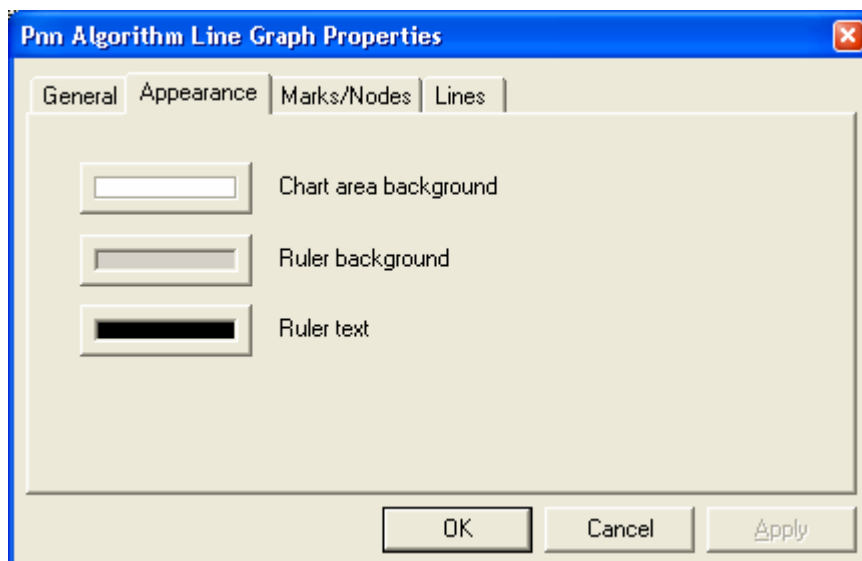 Pnn Algorithm Line Graph Properties
General Appearance Marks/Nodes Lines
Chart area background
Ruler background
Ruler text
OK Cancel Apply